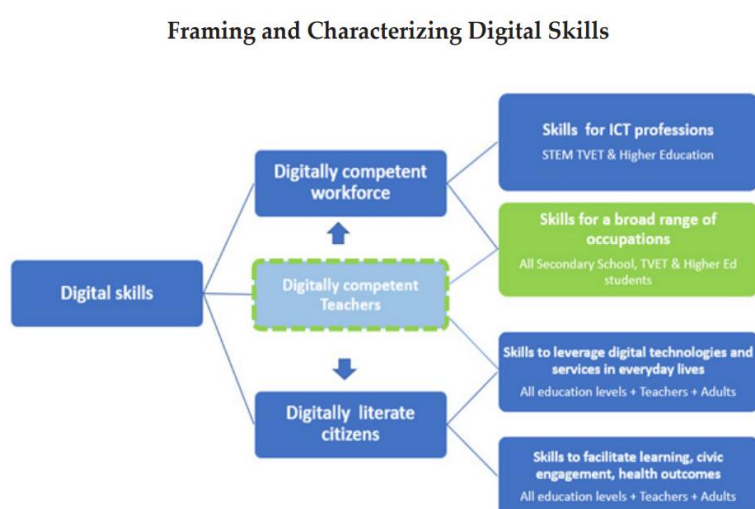 Framing and Characterizing Digital Skills
Digital skills
Digitally competent
workforce
Digitally competent
Teachers
Digitally literate
citizens
Skills for ICT professions
STEM TVET & Higher Education
Skills for a broad range of
occupations
All Secondary School, TVET & Higher Ed
students
Skills to leverage digital technologies and
services in everyday lives
All education levels + Teachers + Adults
Skills to facilitate learning, civic
engagement, health outcomes
All education levels + Teachers + Adults